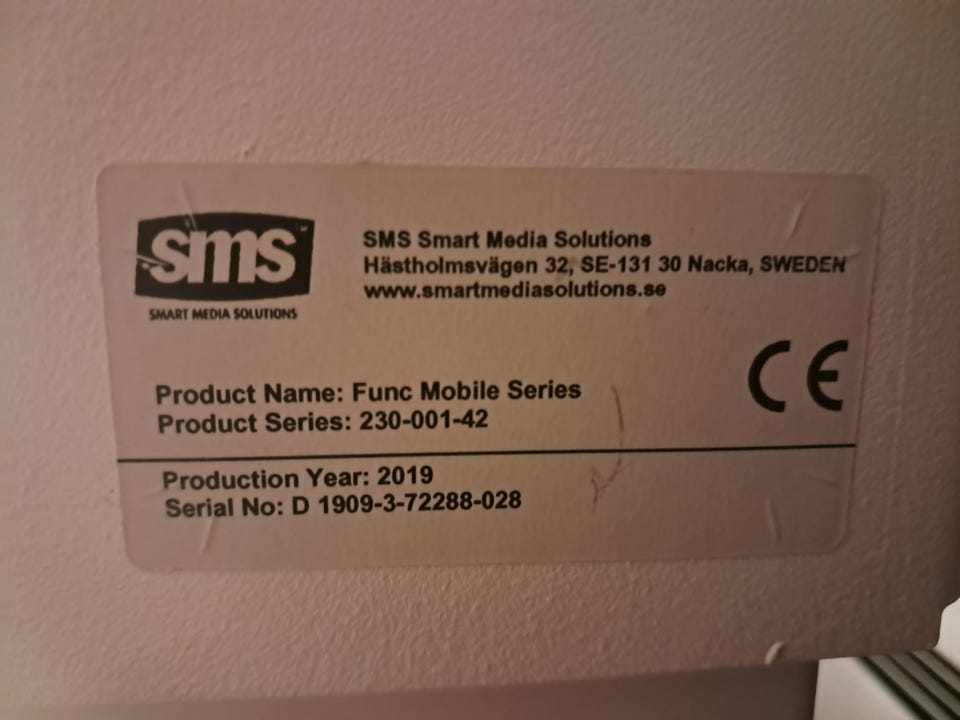 sms™
SMART MEDIA SOLUTIONS
SMS Smart Media Solutions
Hästholmsvägen 32, SE-131 30 Nacka, SWEDEN
www.smartmediasolutions.se
CE
Product Name: Func Mobile Series
Product Series: 230-001-42
Production Year: 2019
Serial No: D 1909-3-72288-028